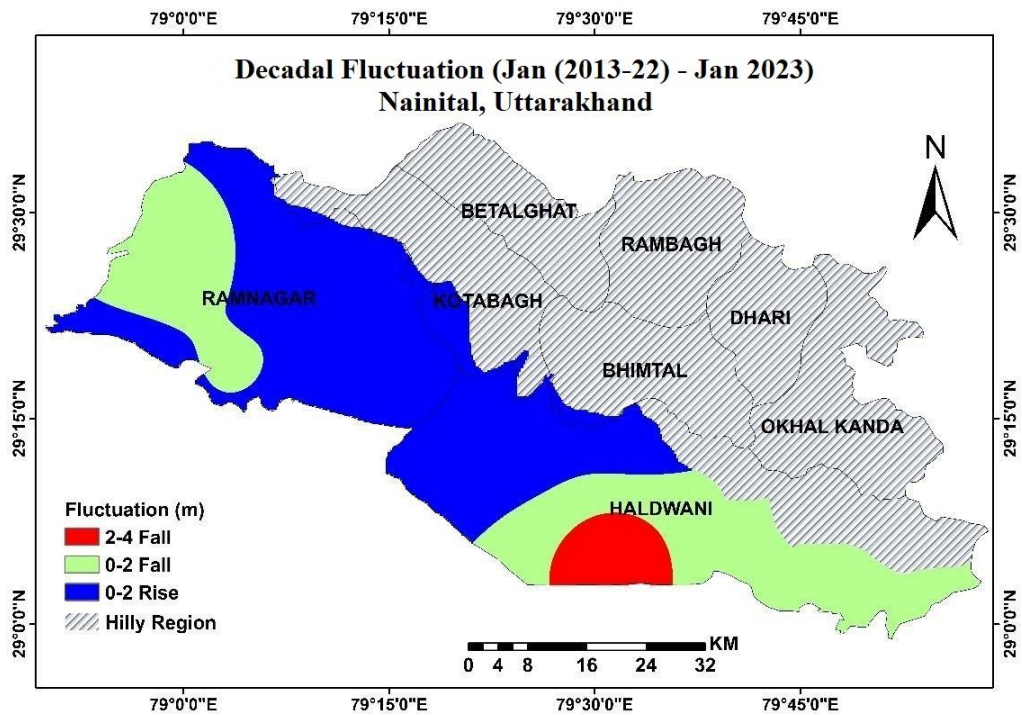 79°0'0"E 79°15'0"E 79°30'0"E 79°45'0"E
Decadal Fluctuation (Jan (2013-22) - Jan 2023)
Nainital, Uttarakhand
N
29°30'0"N 29°30'0"N
BETALGHAT
RAMBAGH
RAMNAGAR
KOTABAGH
DHARI
BHIMTAL
29°15'0"N 29°15'0"N
OKHAL KANDA
HALDWANI
Fluctuation (m)
2-4 Fall
0-2 Fall
0-2 Rise
Hilly Region
29°0'0"N 29°0'0"N
KM
0 4 8 16 24 32
79°0'0"E 79°15'0"E 79°30'0"E 79°45'0"E